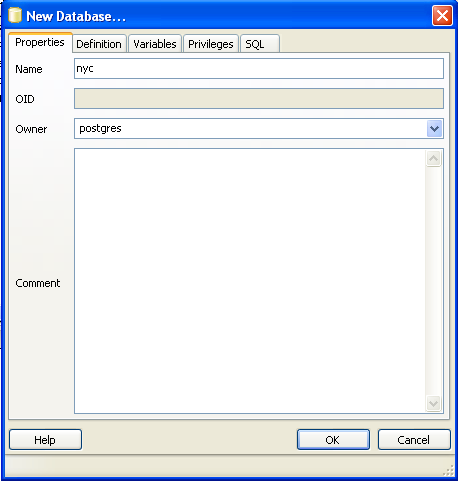 New Database...
Properties Definition Variables Privileges SQL
Name nyc
OID
Owner postgres
Comment
Help OK Cancel